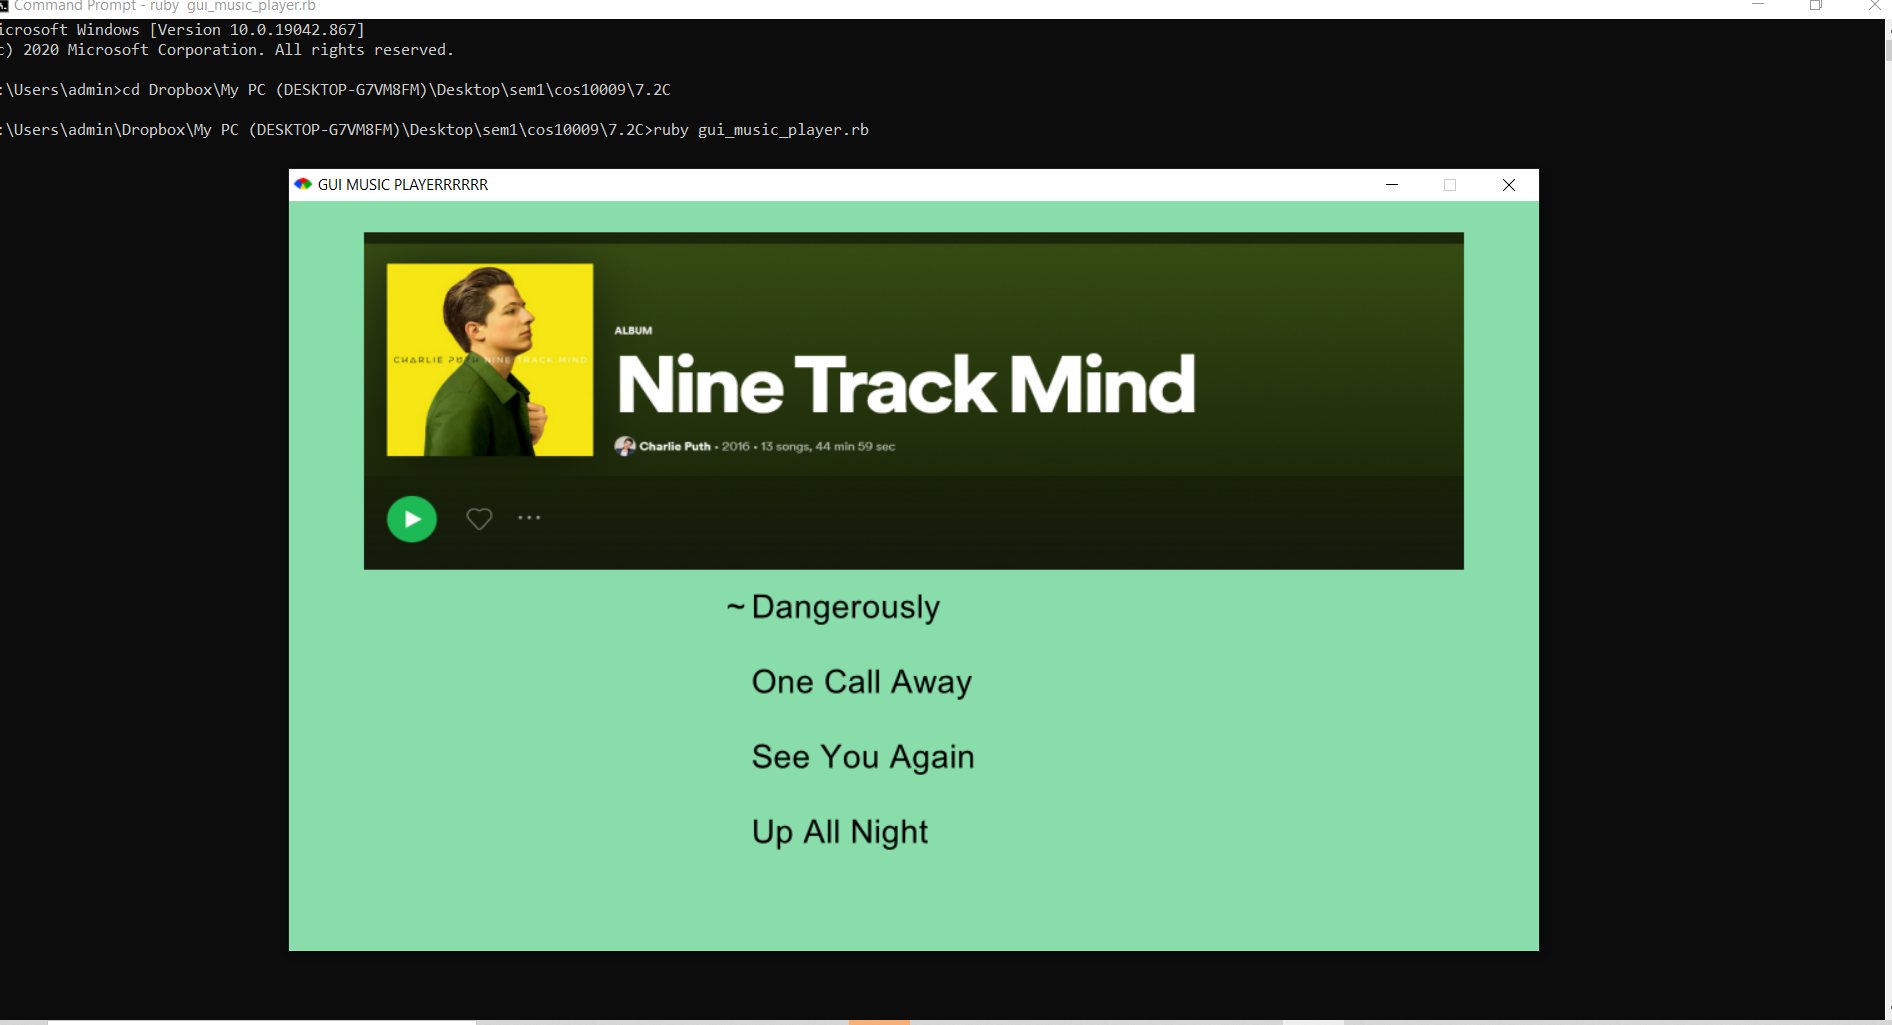 Command Prompt - ruby  gui_music_player.rb
icrosoft Windows [Version 10.0.19042.867]
c) 2020 Microsoft Corporation. All rights reserved.
:\Users\admin>cd Dropbox\My PC (DESKTOP-G7VM8FM)\Desktop\sem1\cos10009\7.2C
:\Users\admin\Dropbox\My PC (DESKTOP-G7VM8FM)\Desktop\sem1\cos10009\7.2C>ruby gui_music_player.rb
GUI MUSIC PLAYERRRRRR
CHARLIE PUTH NINE TRACK MIND
ALBUM
Nine Track Mind
Charlie Puth • 2016 • 13 songs, 44 min 59 sec
~ Dangerously
One Call Away
See You Again
Up All Night